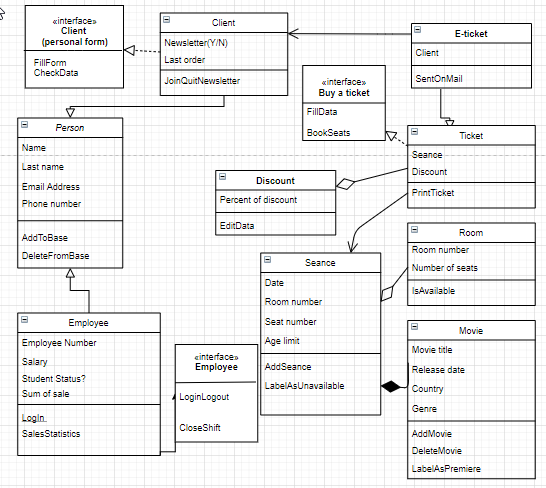 «interface»
Client
(personal form)
FillForm
CheckData
Client
Newsletter(Y/N)
Last order
JoinQuitNewsletter
E-ticket
Client
SentOnMail
«interface»
Buy a ticket
FillData
BookSeats
Person
Name
Last name
Email Address
Phone number
AddToBase
DeleteFromBase
Ticket
Seance
Discount
PrintTicket
Discount
Percent of discount
EditData
Room
Room number
Number of seats
IsAvailable
Seance
Date
Room number
Seat number
Age limit
AddSeance
LabelAsUnavailable
Employee
Employee Number
Salary
Student Status?
Sum of sale
LogIn
SalesStatistics
«interface»
Employee
LoginLogout
CloseShift
Movie
Movie title
Release date
Country
Genre
AddMovie
DeleteMovie
LabelAsPremiere